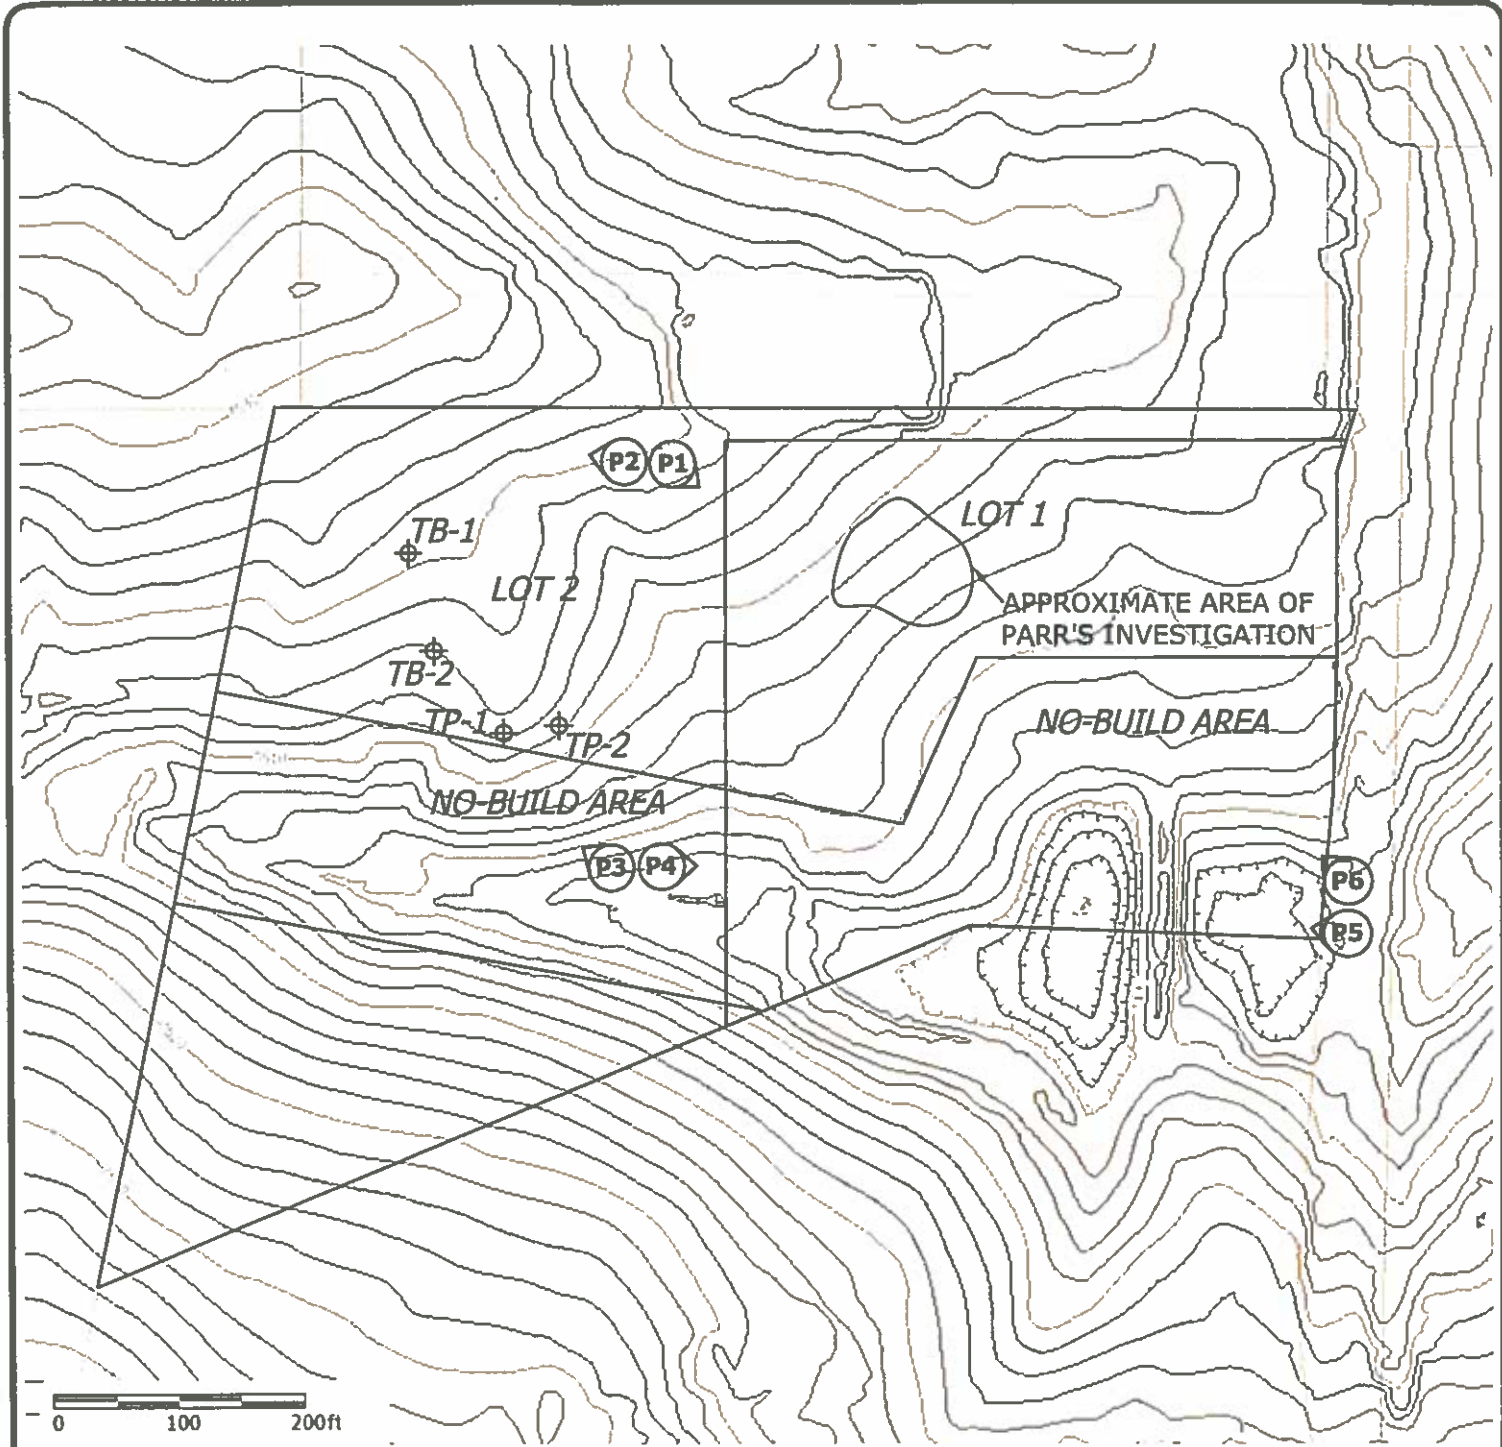 P2 P1
LOT 1
TB-1
LOT 2
APPROXIMATE AREA OF
PARR'S INVESTIGATION
TB-2
TP-1
TP-2
NO-BUILD AREA
NO-BUILD AREA
P3 P4
P6
P5
0 100 200ft